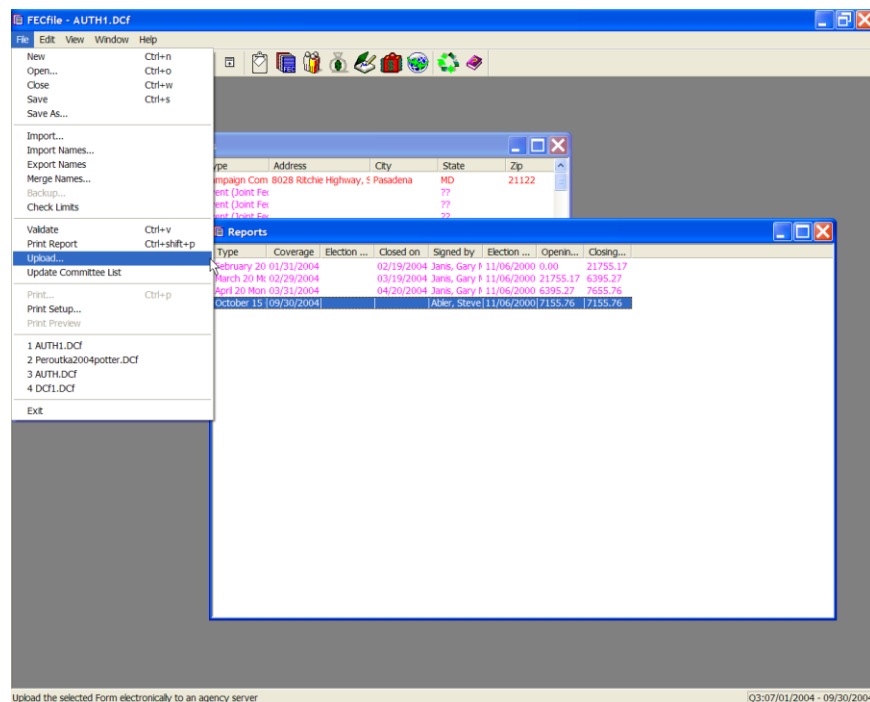 FECfile - AUTH1.DCf
File Edit View Window Help
New Ctrl+n
Open... Ctrl+o
Close Ctrl+w
Save Ctrl+s
Save As...
Import...
Import Names...
Export Names
Merge Names...
Backup...
Check Limits
Validate Ctrl+v
Print Report Ctrl+shift+p
Upload...
Update Committee List
Print... Ctrl+p
Print Setup...
Print Preview
1 AUTH1.DCf
2 Peroutka2004potter.DCf
3 AUTH.DCf
4 DCf1.DCf
Exit
ype Address City State Zip
mpaign Com 8028 Ritchie Highway, S Pasadena MD 21122
ent (Joint Fec ??
ent (Joint Fec ??
ent (Joint Fec ??
Reports
Type Coverage Election ... Closed on Signed by Election ... Openin... Closing...
February 20 01/31/2004 02/19/2004 Janis, Gary M 11/06/2000 0.00 21755.17
March 20 Mc 02/29/2004 03/19/2004 Janis, Gary M 11/06/2000 21755.17 6395.27
April 20 Mon 03/31/2004 04/20/2004 Janis, Gary M 11/06/2000 6395.27 7655.76
October 15 09/30/2004 Abler, Steve 11/06/2000 7155.76 7155.76
Upload the selected Form electronically to an agency server
Q3:07/01/2004 - 09/30/2004